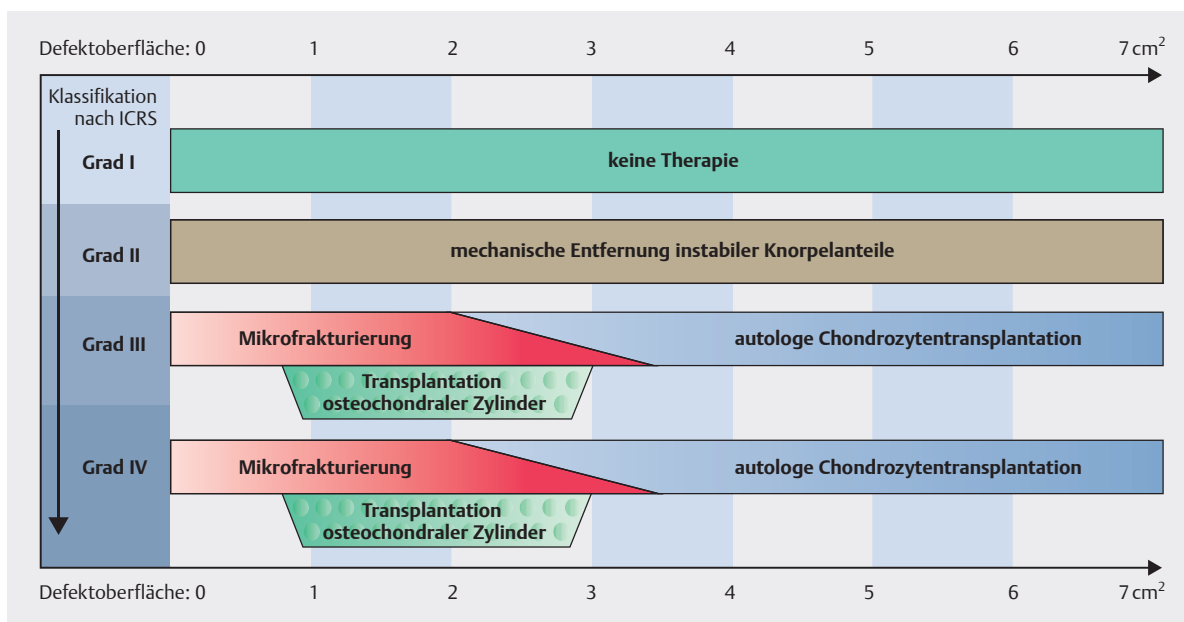 Defektoberfläche: 0 1 2 3 4 5 6 7 cm²
Klassifikation
nach ICRS
Grad I
keine Therapie
Grad II
mechanische Entfernung instabiler Knorpelanteile
Grad III
Mikrofrakturierung
autologe Chondrozytentransplantation
Transplantation
osteochondraler Zylinder
Grad IV
Mikrofrakturierung
autologe Chondrozytentransplantation
Transplantation
osteochondraler Zylinder
Defektoberfläche: 0 1 2 3 4 5 6 7 cm²